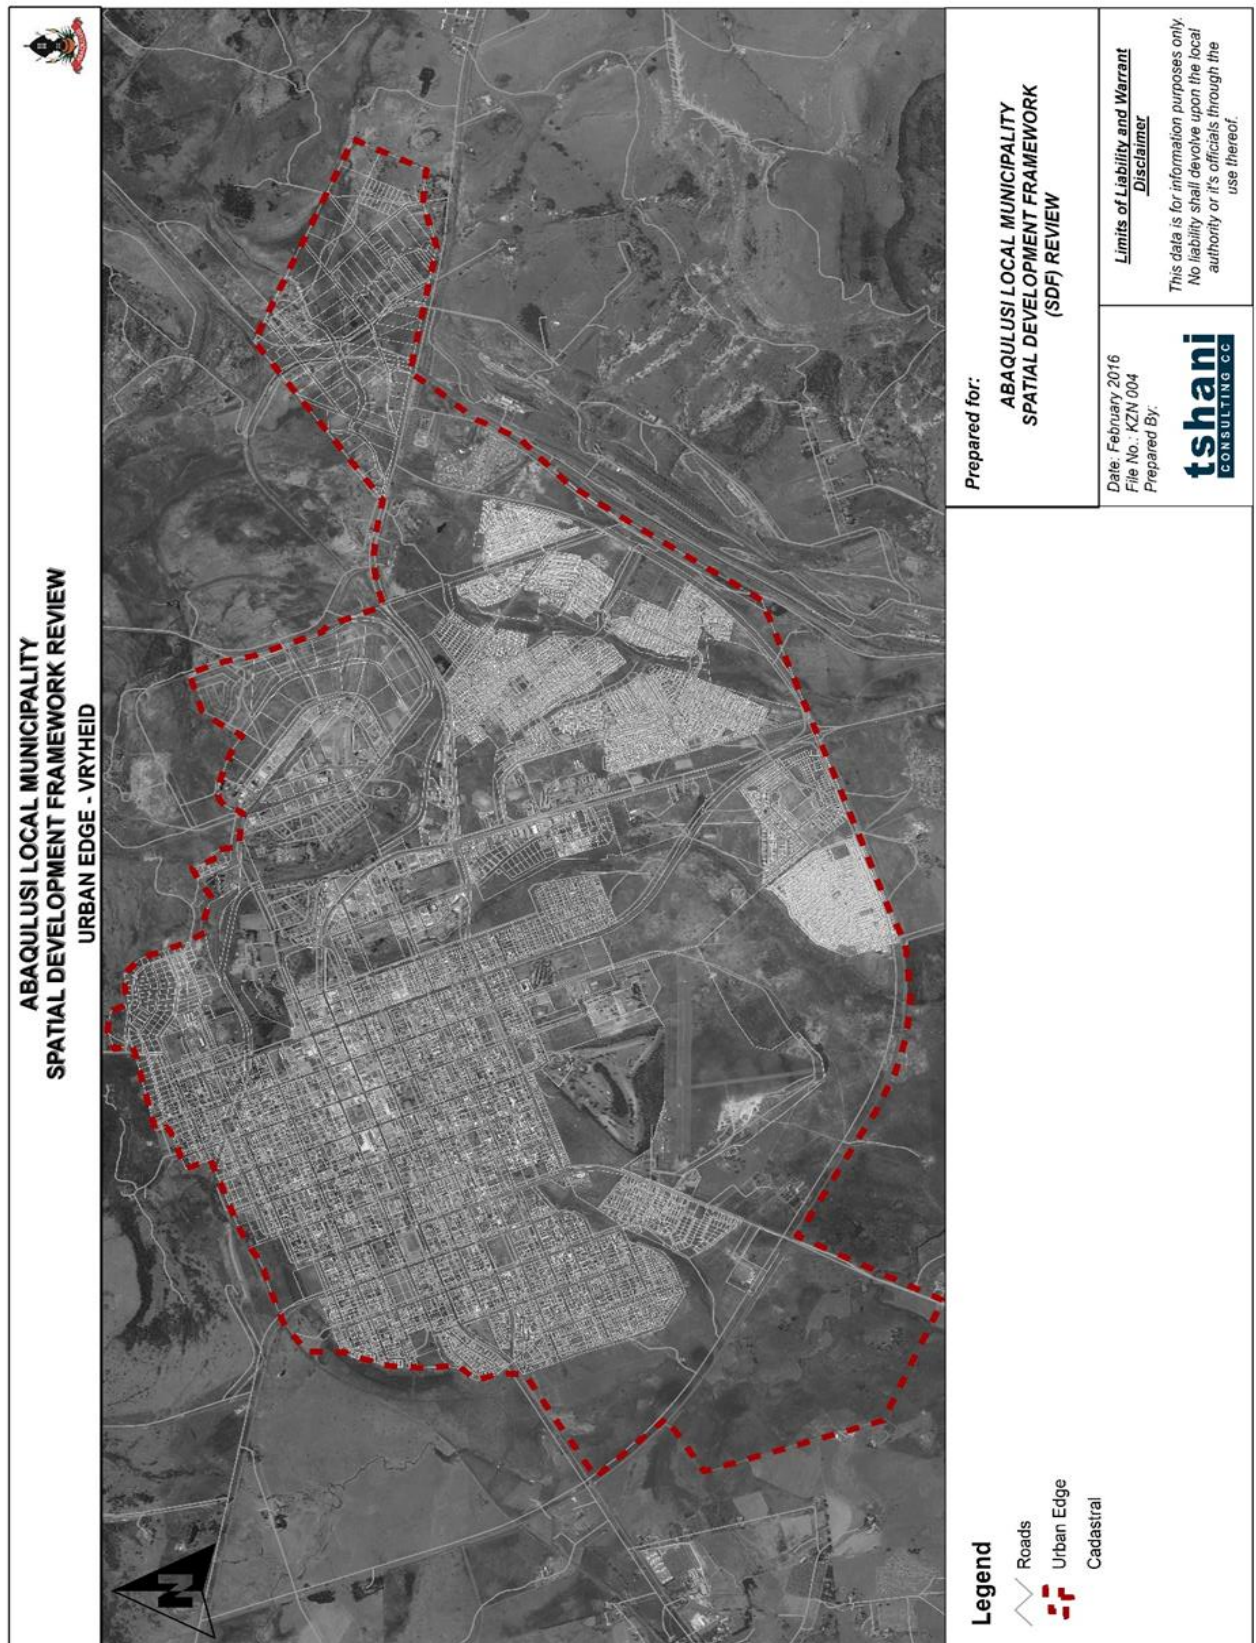 ABAQULUSI LOCAL MUNICIPALITY
SPATIAL DEVELOPMENT FRAMEWORK REVIEW
URBAN EDGE - VRYHEID
N
Legend
Roads
Urban Edge
Cadastral
Prepared for:
ABAQULUSI LOCAL MUNICIPALITY
SPATIAL DEVELOPMENT FRAMEWORK
(SDF) REVIEW
Date: February 2016
File No.: KZN 004
Prepared By:
tshani
CONSULTING CC
Limits of Liability and Warrant
Disclaimer
This data is for information purposes only.
No liability shall devolve upon the local
authority or it's officials through the
use thereof.